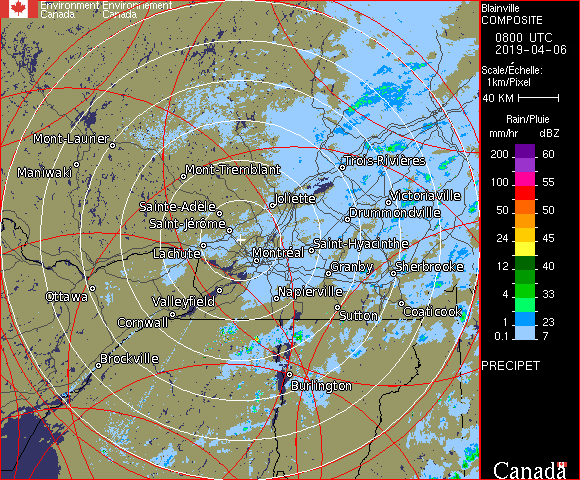 Environment Environnement
Canada Canada
Blainville
COMPOSITE
0800 UTC
2019-04-06
Scale/Échelle:
1km/Pixel
40 KM
Rain/Pluie
mm/hr dBZ
200 60
100 55
50 50
24 45
12 40
4 33
1 23
0.1 7
PRECIPET
Canada
Mont-Laurier
Maniwaki
Mont-Tremblant
Trois-Rivières
Joliette
Victoriaville
Sainte-Adèle
Drummondville
Saint-Jérôme
Saint-Hyacinthe
Lachute
Montréal
Granby
Sherbrooke
Ottawa
Valleyfield
Napierville
Cornwall
Sutton
Coaticook
Brockville
Burlington